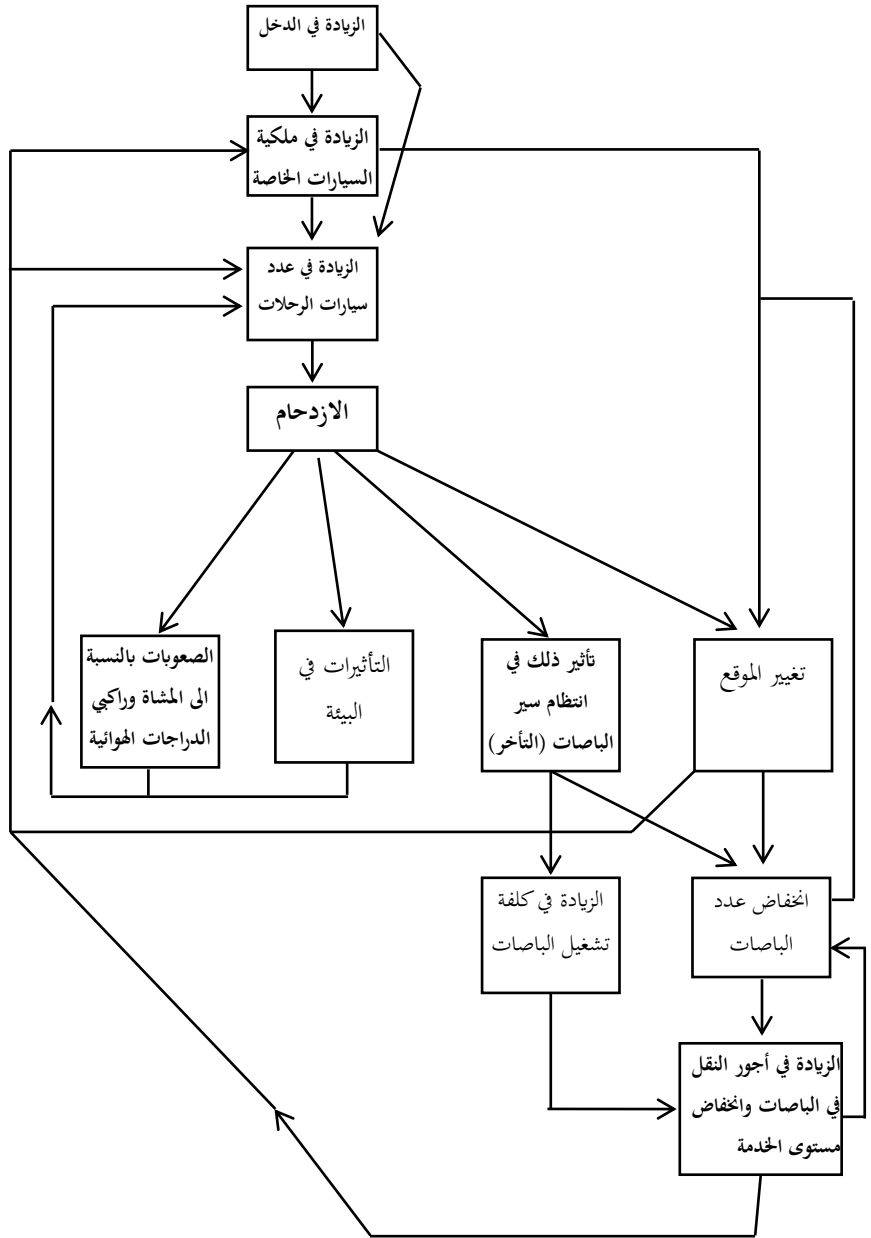 الزيادة في الدخل
الزيادة في ملكية
السيارات الخاصة
الزيادة في عدد
سيارات الرحلات
الازدحام
تغيير الموقع
تأثير ذلك في
انتظام سير
الباصات (التأخر)
التأثيرات في
البيئة
الصعوبات بالنسبة
الى المشاة وراكبي
الدراجات الهوائية
انخفاض عدد
الباصات
الزيادة في كلفة
تشغيل الباصات
الزيادة في أجور النقل
في الباصات وانخفاض
مستوى الخدمة